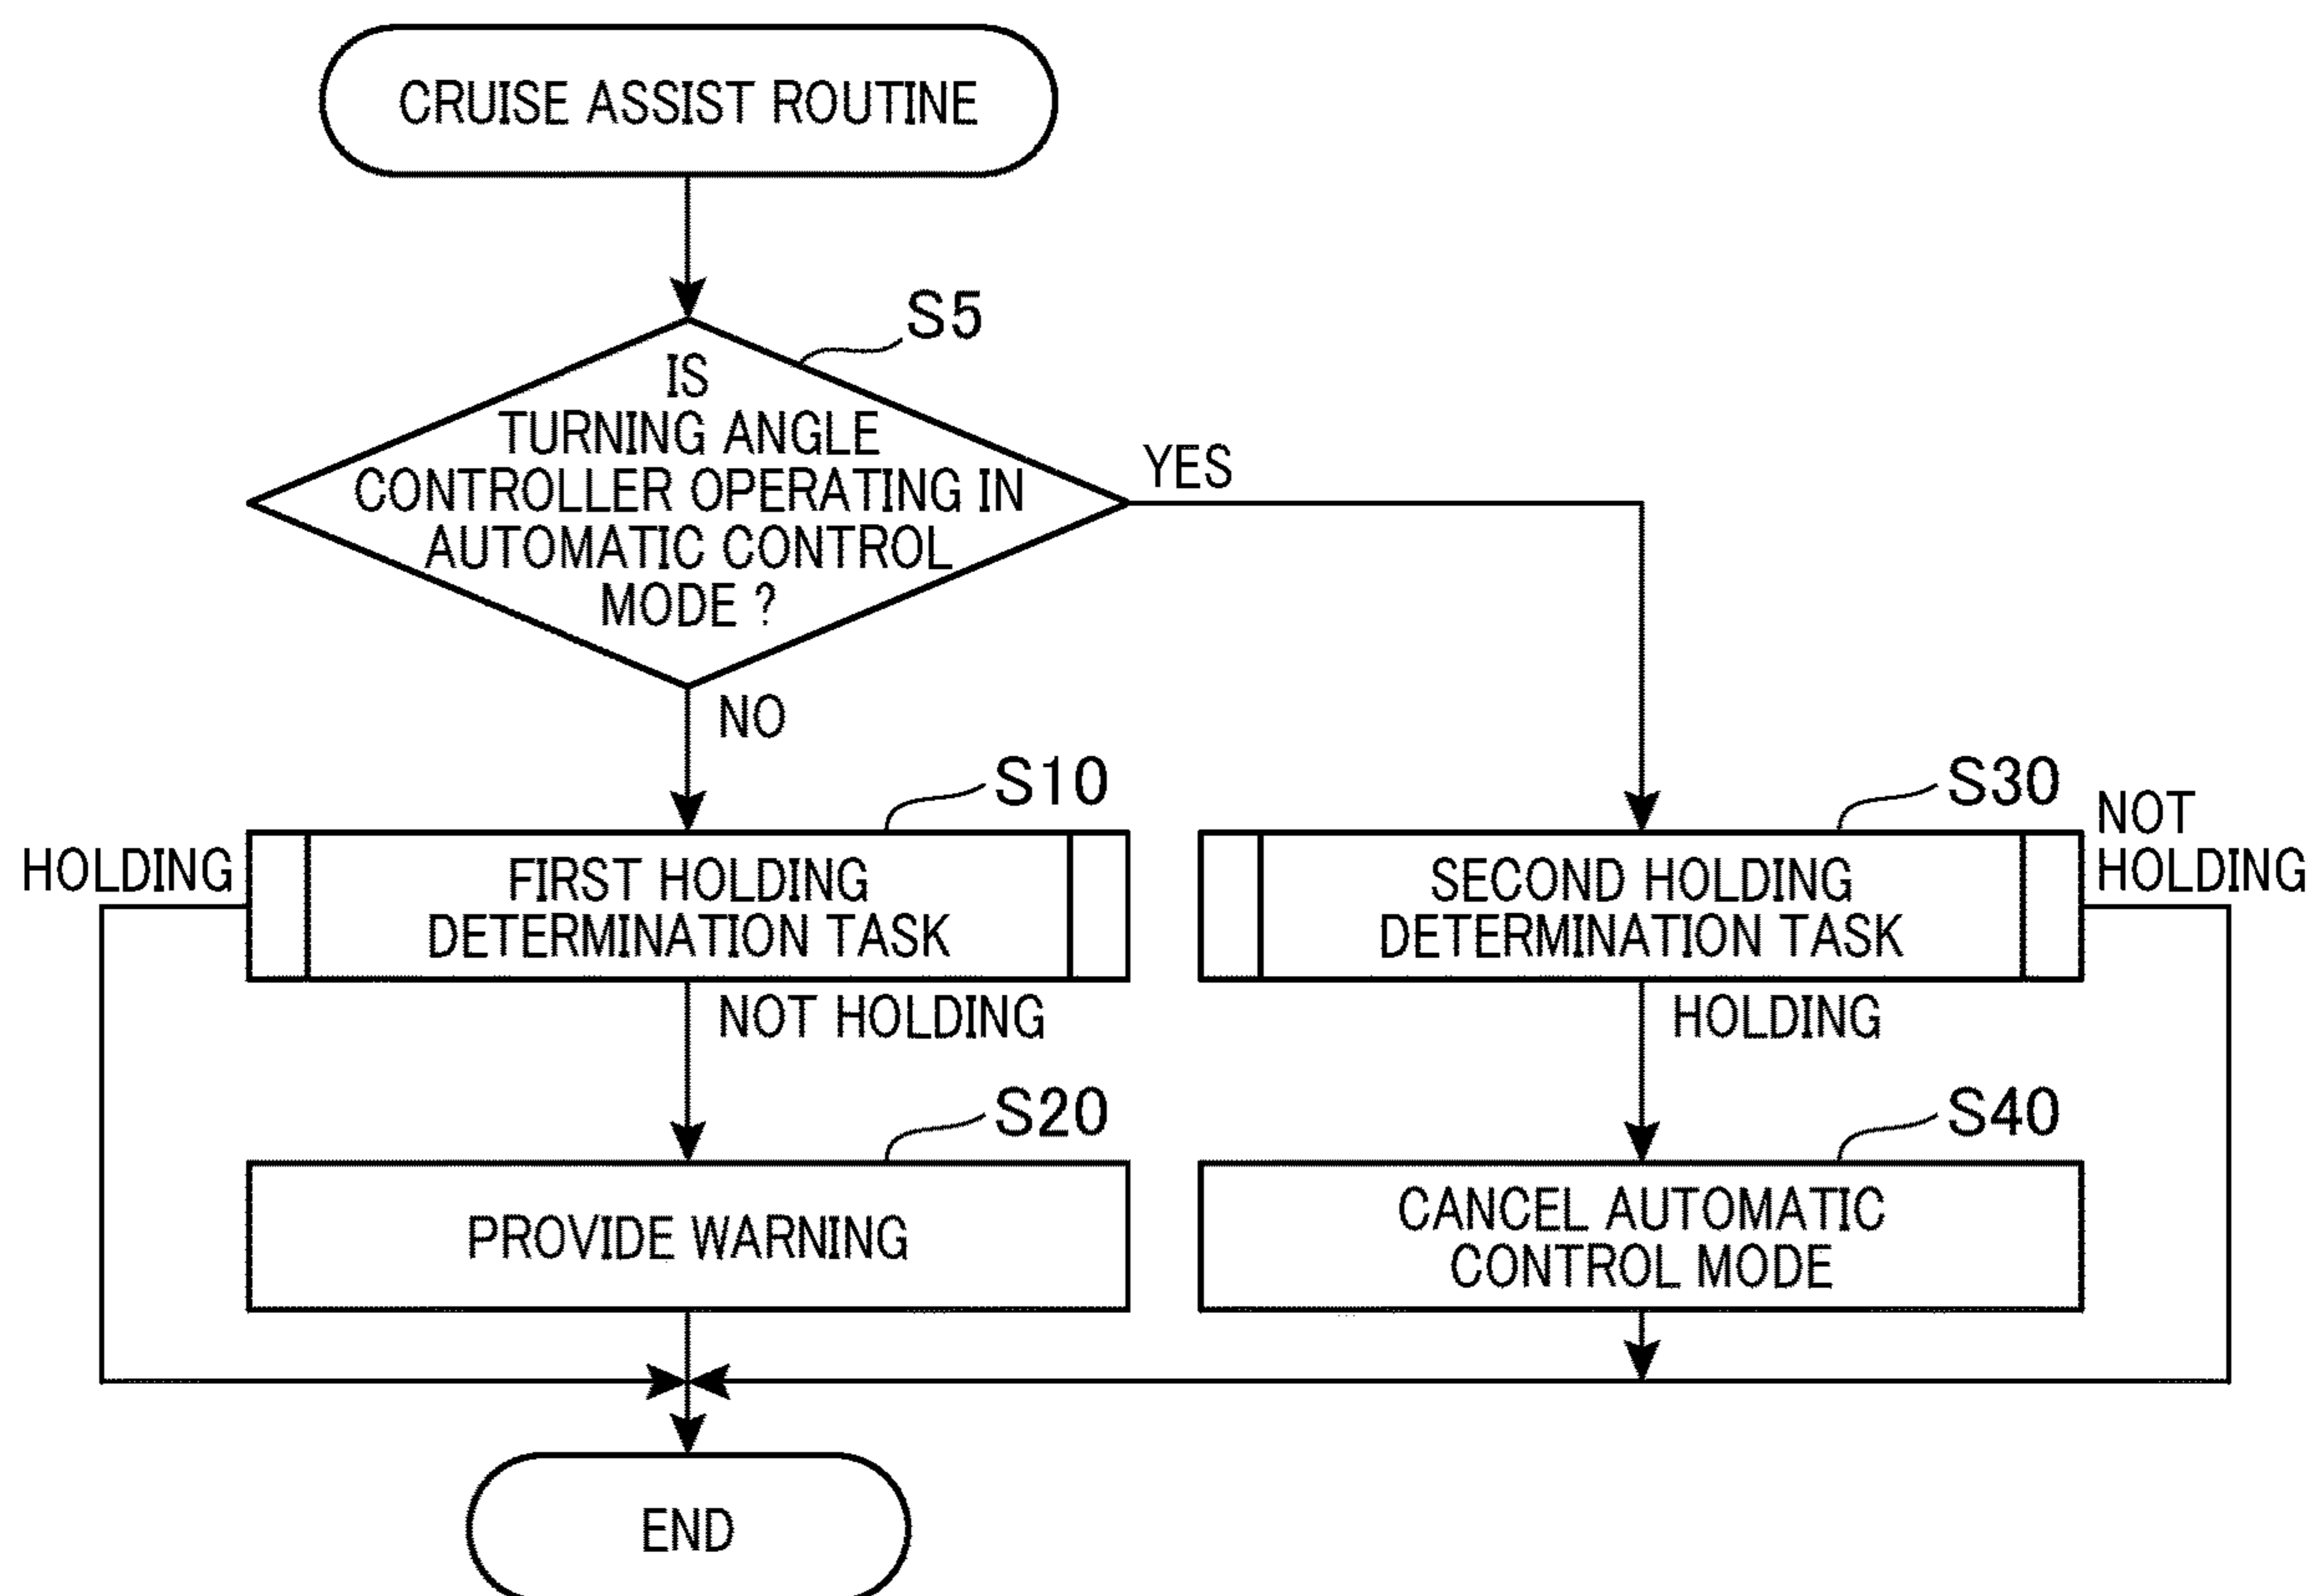 CRUISE ASSIST ROUTINE
S5
IS
TURNING ANGLE
CONTROLLER OPERATING IN
AUTOMATIC CONTROL
MODE ?
YES
NO
S10
S30
HOLDING
FIRST HOLDING
DETERMINATION TASK
SECOND HOLDING
DETERMINATION TASK
NOT
HOLDING
NOT HOLDING
HOLDING
S20
S40
PROVIDE WARNING
CANCEL AUTOMATIC
CONTROL MODE
END